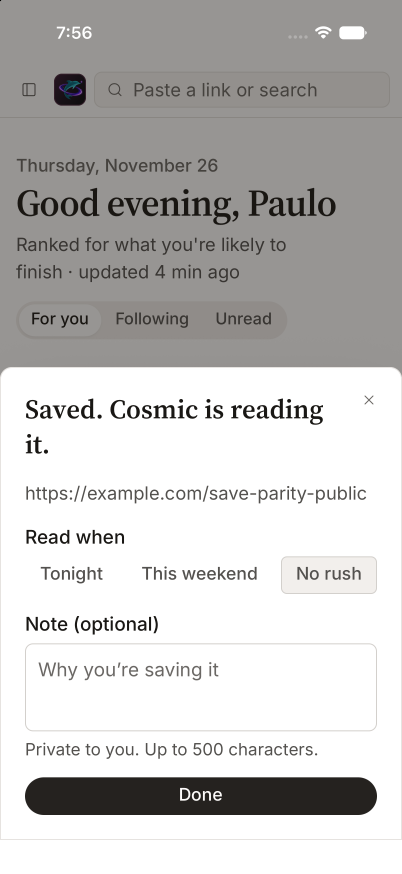 7:56
Paste a link or search
Thursday, November 26
Good evening, Paulo
Ranked for what you're likely to
finish · updated 4 min ago
For you Following Unread
Saved. Cosmic is reading
it.
https://example.com/save-parity-public
Read when
Tonight This weekend No rush
Note (optional)
Why you’re saving it
Private to you. Up to 500 characters.
Done